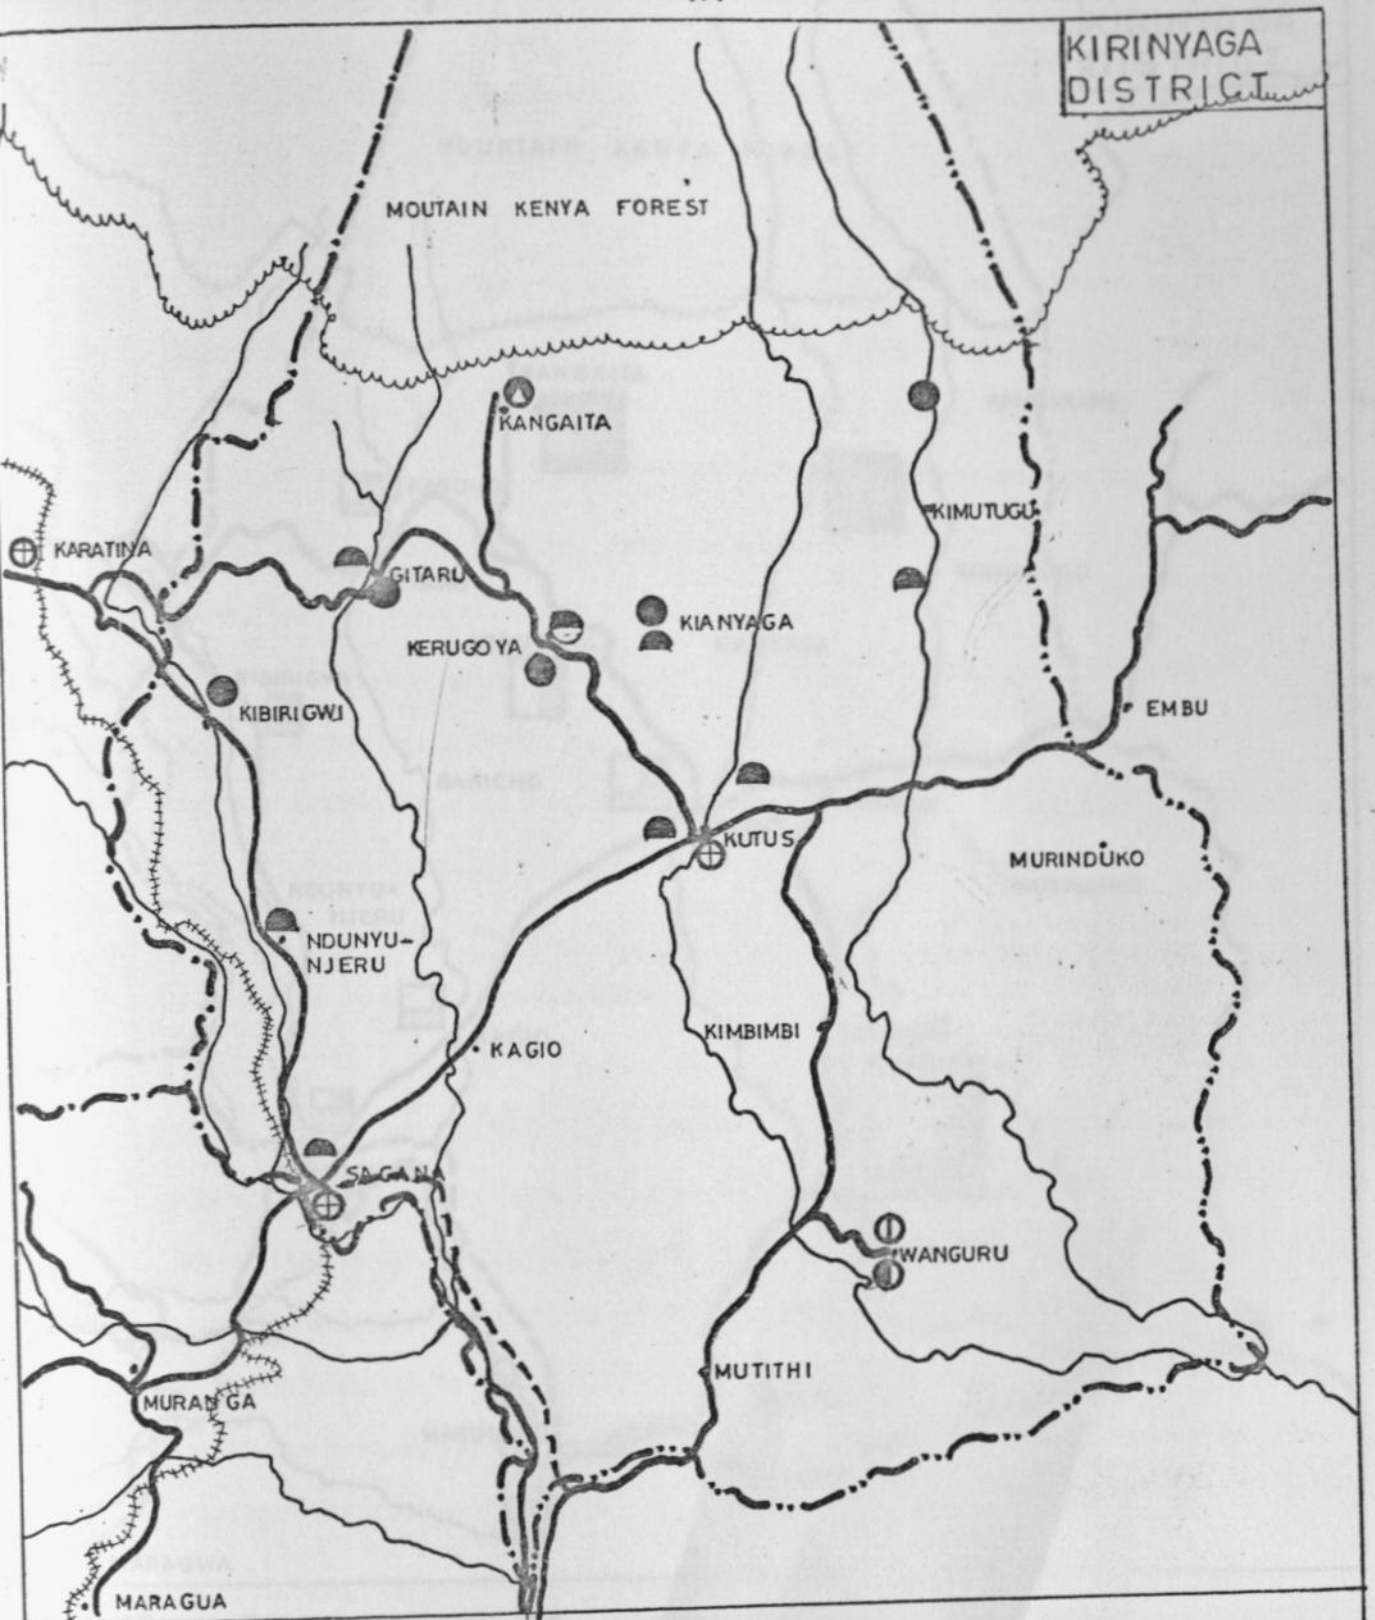 KIRINYAGA
DISTRICT
MOUTAIN KENYA FOREST
KANGAITA
KIMUTUGU
KARATINA
GITARU
KIANYAGA
KERUGOYA
KIBIRIGWI
EMBU
KUTUS
MURINDUKO
NDUNYU-
NJERU
KIMBIMBI
KAGIO
SAGANA
WANGURU
MUTITHI
MURANGA
MARAGUA